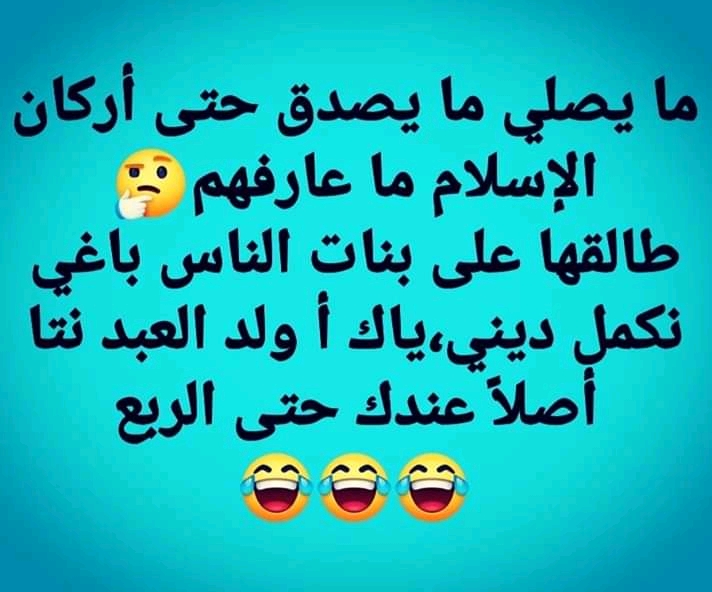 ما يصلي ما يصدق حتى أركان
الإسلام ما عارفهم🤔
طالقها على بنات الناس باغي
نكمل ديني،ياك أ ولد العبد نتا
أصلاً عندك حتى الربع
😂😂😂